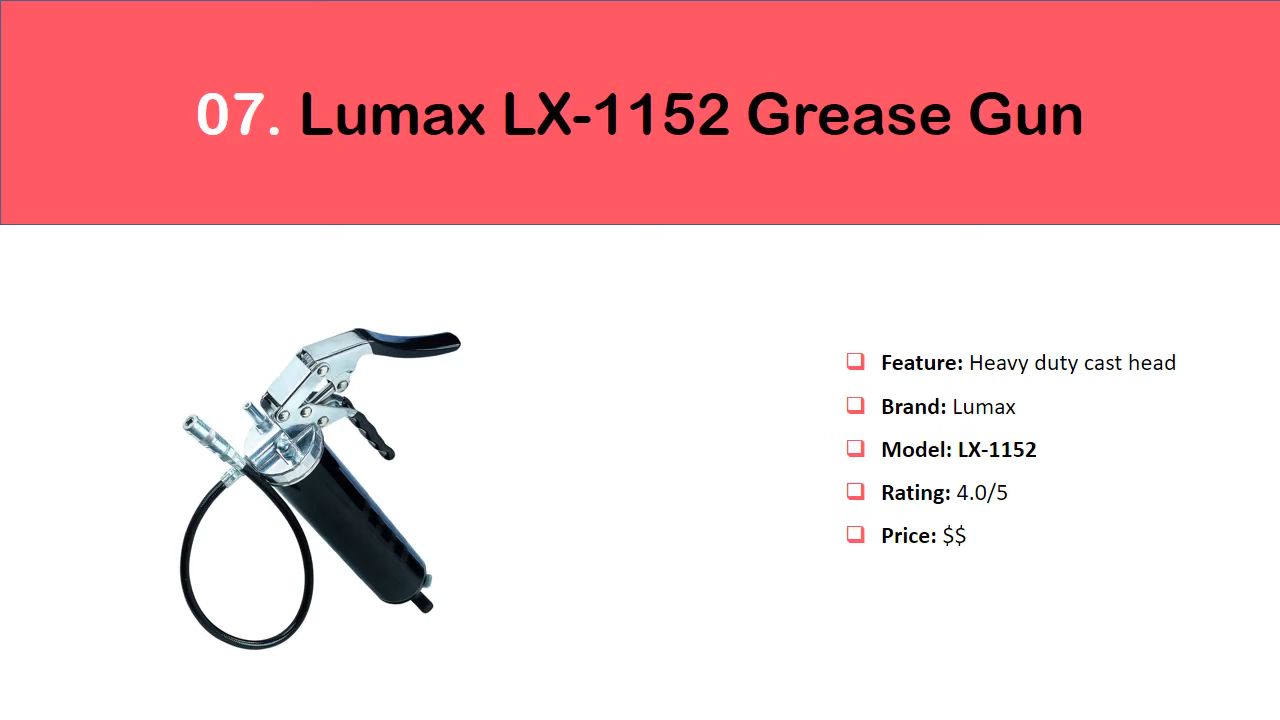 07. Lumax LX-1152 Grease Gun
Feature: Heavy duty cast head
Brand: Lumax
Model: LX-1152
Rating: 4.0/5
Price: $$